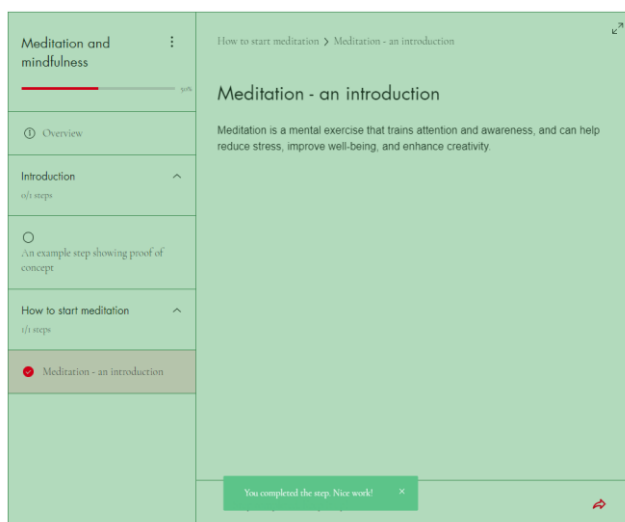 Meditation and
mindfulness
50%
Overview
Introduction
0/1 steps
An example step showing proof of
concept
How to start meditation
1/1 steps
Meditation - an introduction
How to start meditation > Meditation - an introduction
Meditation - an introduction
Meditation is a mental exercise that trains attention and awareness, and can help
reduce stress, improve well-being, and enhance creativity.
You completed the step. Nice work!